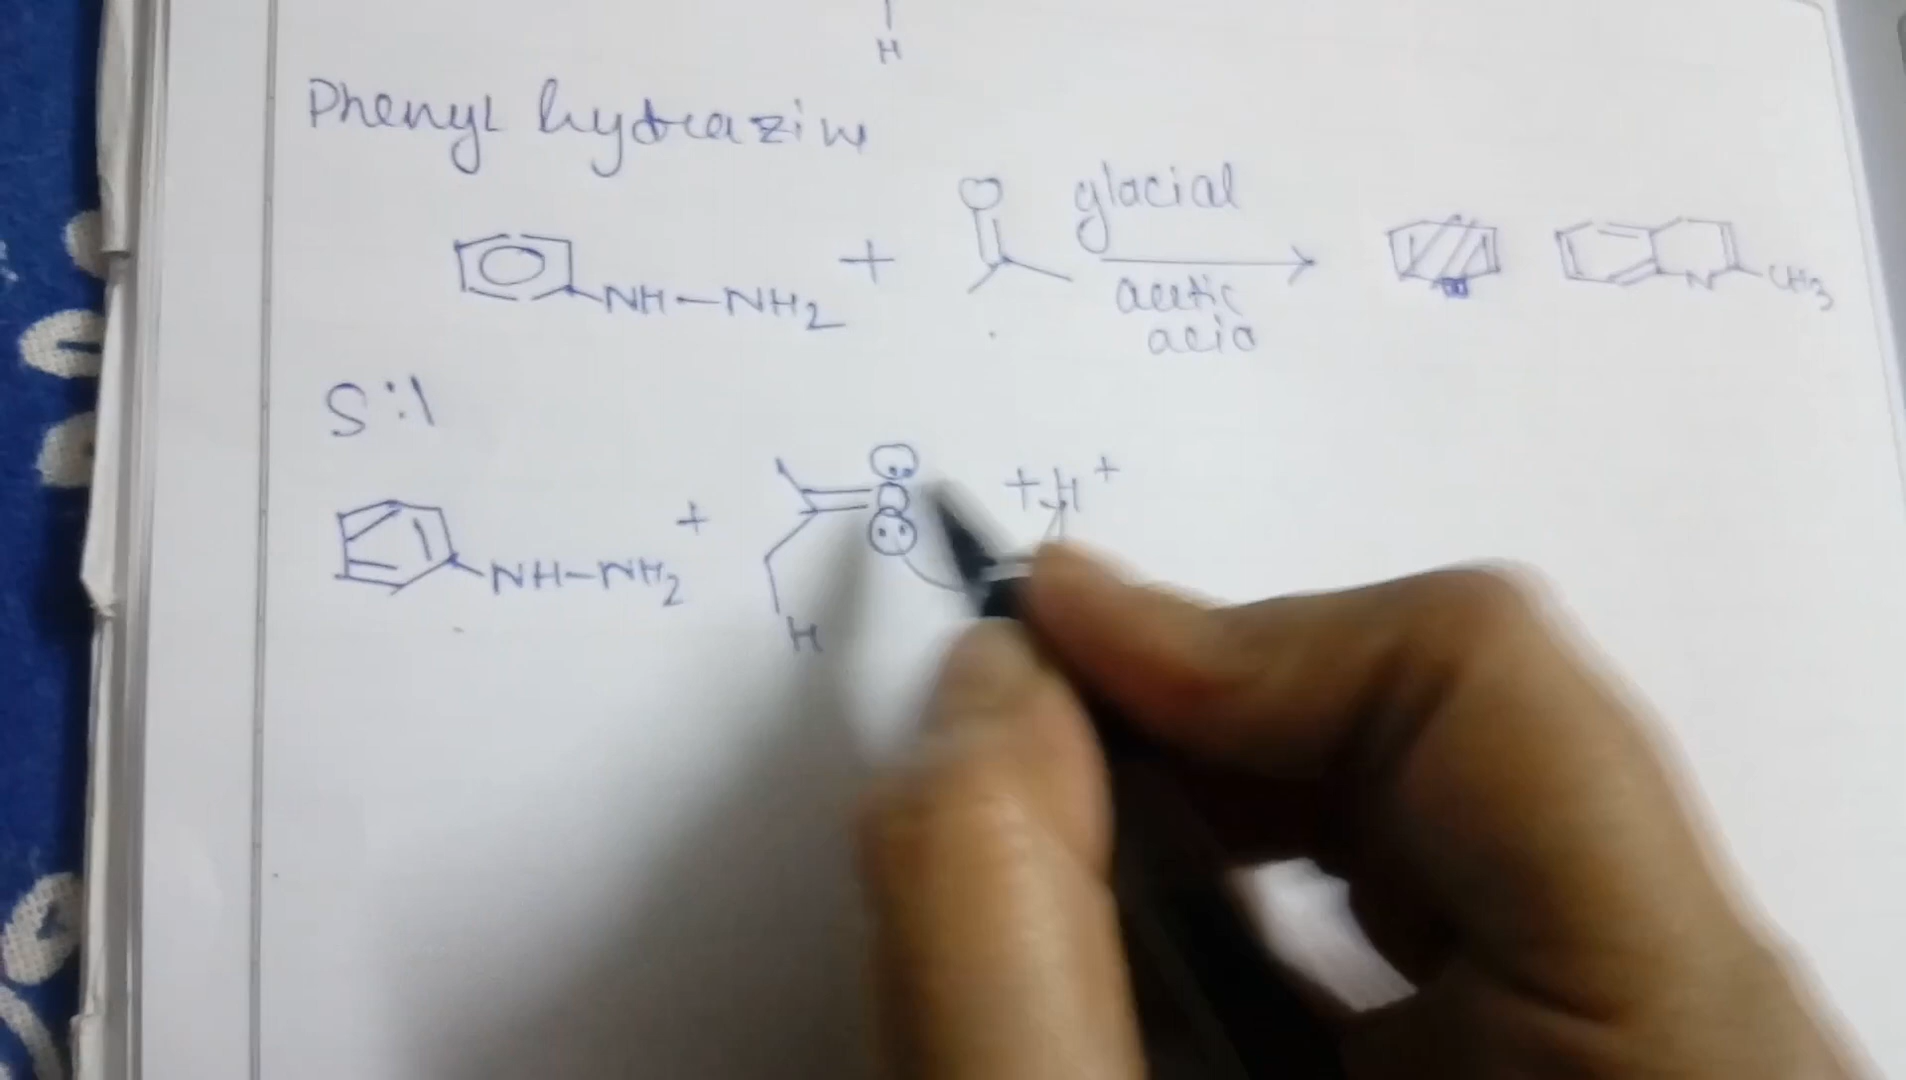 H
Phenyl hydrazine
NH-NH2 + O glacial acetic acid → N CH3
S:1
NH-NH2 + O + H+
H